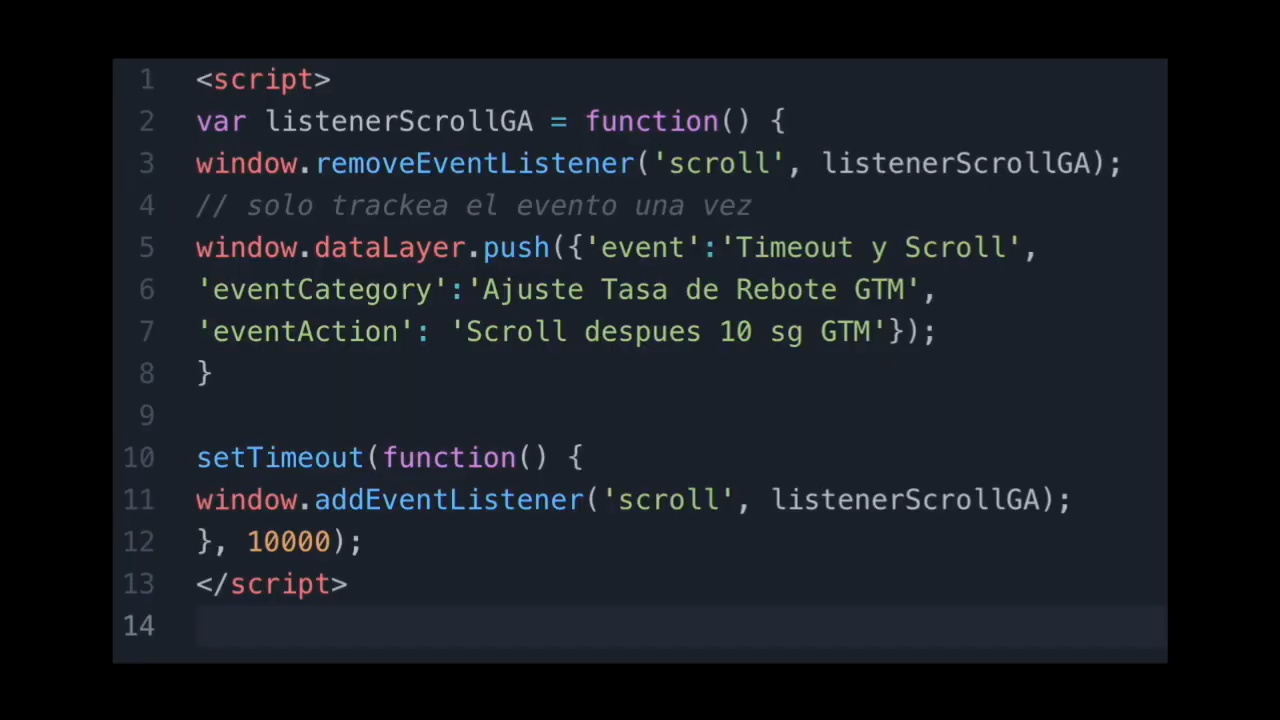 1 <script>
2 var listenerScrollGA = function() {
3 window.removeEventListener('scroll', listenerScrollGA);
4 // solo trackea el evento una vez
5 window.dataLayer.push({'event':'Timeout y Scroll',
6 'eventCategory':'Ajuste Tasa de Rebote GTM',
7 'eventAction': 'Scroll despues 10 sg GTM'});
8 }
9
10 setTimeout(function() {
11 window.addEventListener('scroll', listenerScrollGA);
12 }, 10000);
13 </script>
14